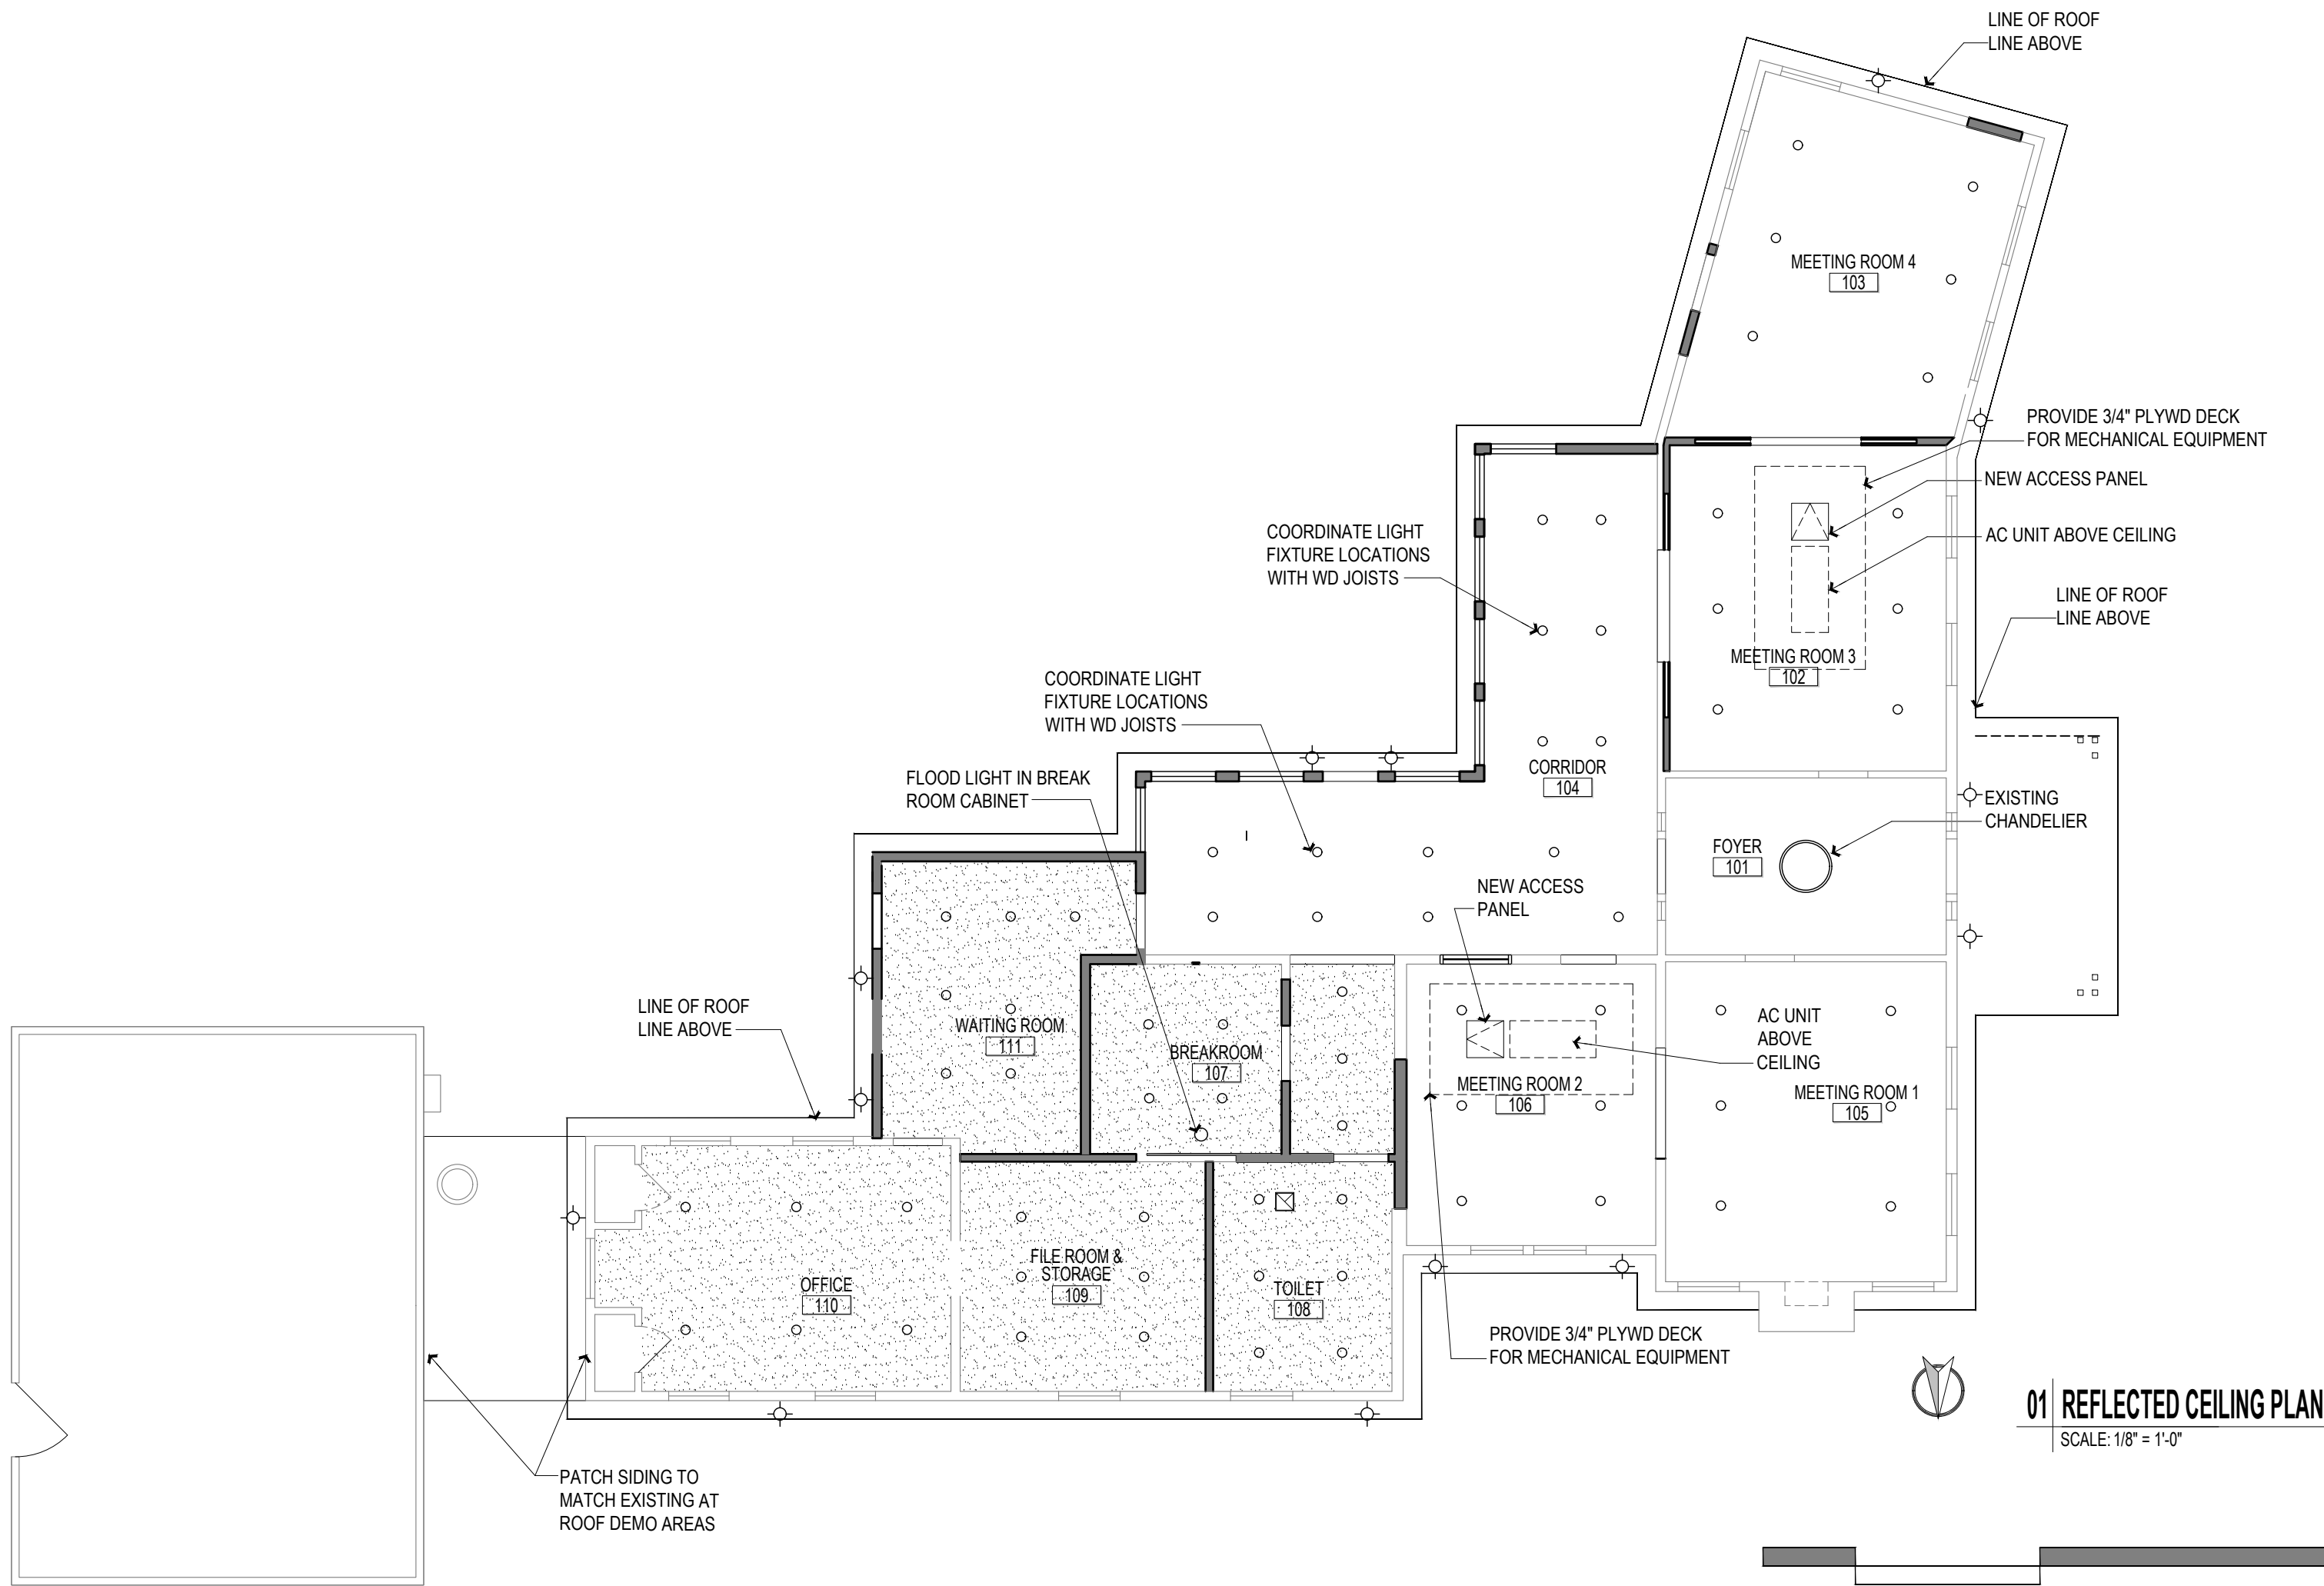 LINE OF ROOF
LINE ABOVE
MEETING ROOM 4
103
PROVIDE 3/4" PLYWD DECK
FOR MECHANICAL EQUIPMENT
NEW ACCESS PANEL
AC UNIT ABOVE CEILING
COORDINATE LIGHT
FIXTURE LOCATIONS
WITH WD JOISTS
LINE OF ROOF
LINE ABOVE
MEETING ROOM 3
102
COORDINATE LIGHT
FIXTURE LOCATIONS
WITH WD JOISTS
FLOOD LIGHT IN BREAK
ROOM CABINET
CORRIDOR
104
EXISTING
CHANDELIER
FOYER
101
NEW ACCESS
PANEL
LINE OF ROOF
LINE ABOVE
WAITING ROOM
111
BREAKROOM
107
AC UNIT
ABOVE
CEILING
MEETING ROOM 2
106
MEETING ROOM 1
105
OFFICE
110
FILE ROOM &
STORAGE
109
TOILET
108
PROVIDE 3/4" PLYWD DECK
FOR MECHANICAL EQUIPMENT
PATCH SIDING TO
MATCH EXISTING AT
ROOF DEMO AREAS
01 REFLECTED CEILING PLAN
SCALE: 1/8" = 1'-0"